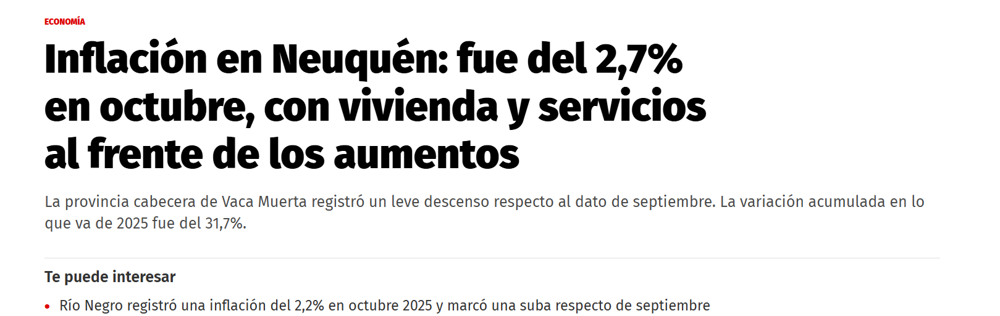 ECONOMÍA
Inflación en Neuquén: fue del 2,7%
en octubre, con vivienda y servicios
al frente de los aumentos
La provincia cabecera de Vaca Muerta registró un leve descenso respecto al dato de septiembre. La variación acumulada en lo
que va de 2025 fue del 31,7%.
Te puede interesar
• Río Negro registró una inflación del 2,2% en octubre 2025 y marcó una suba respecto de septiembre